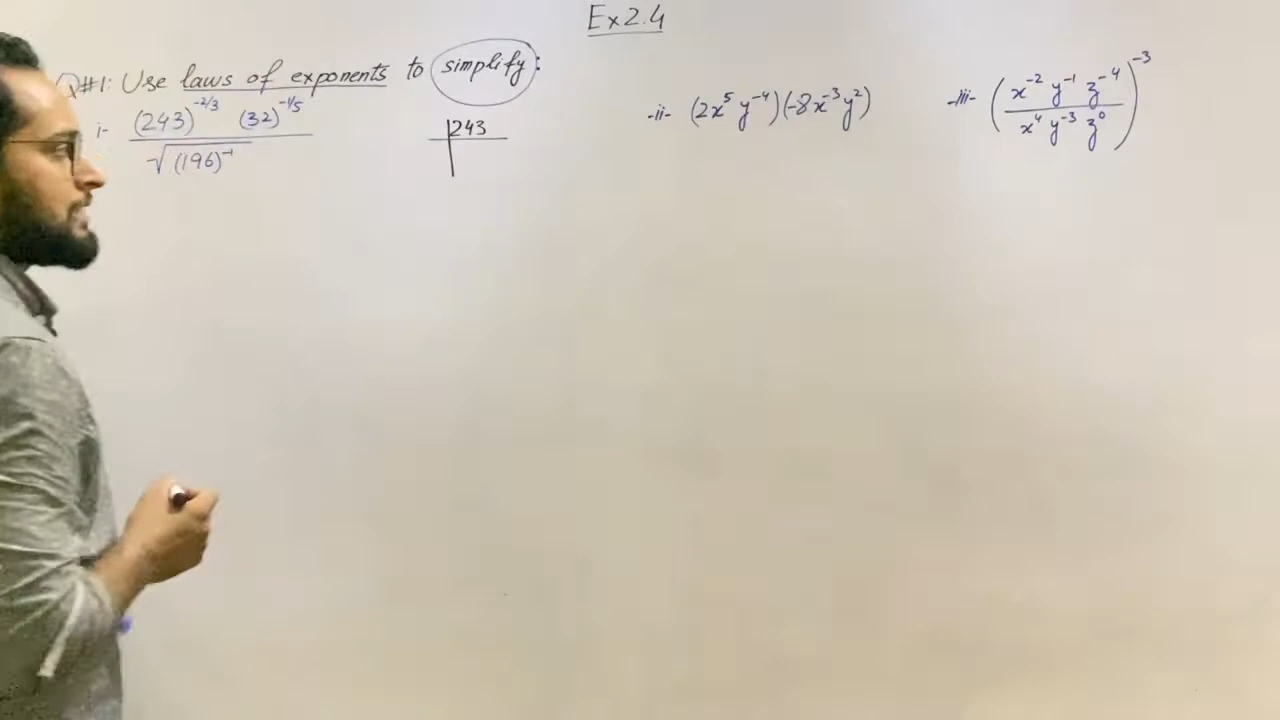 Ex 2.4
Q#1: Use laws of exponents to simplify:
i- (243)^{-2/3} (32)^{-1/5} / √(196)^{-1}
243
-ii- (2x^5 y^{-4})(-8x^{-3}y^2)
-iii- (x^{-2} y^{-1} z^{-4} / x^4 y^{-3} z^0)^{-3}